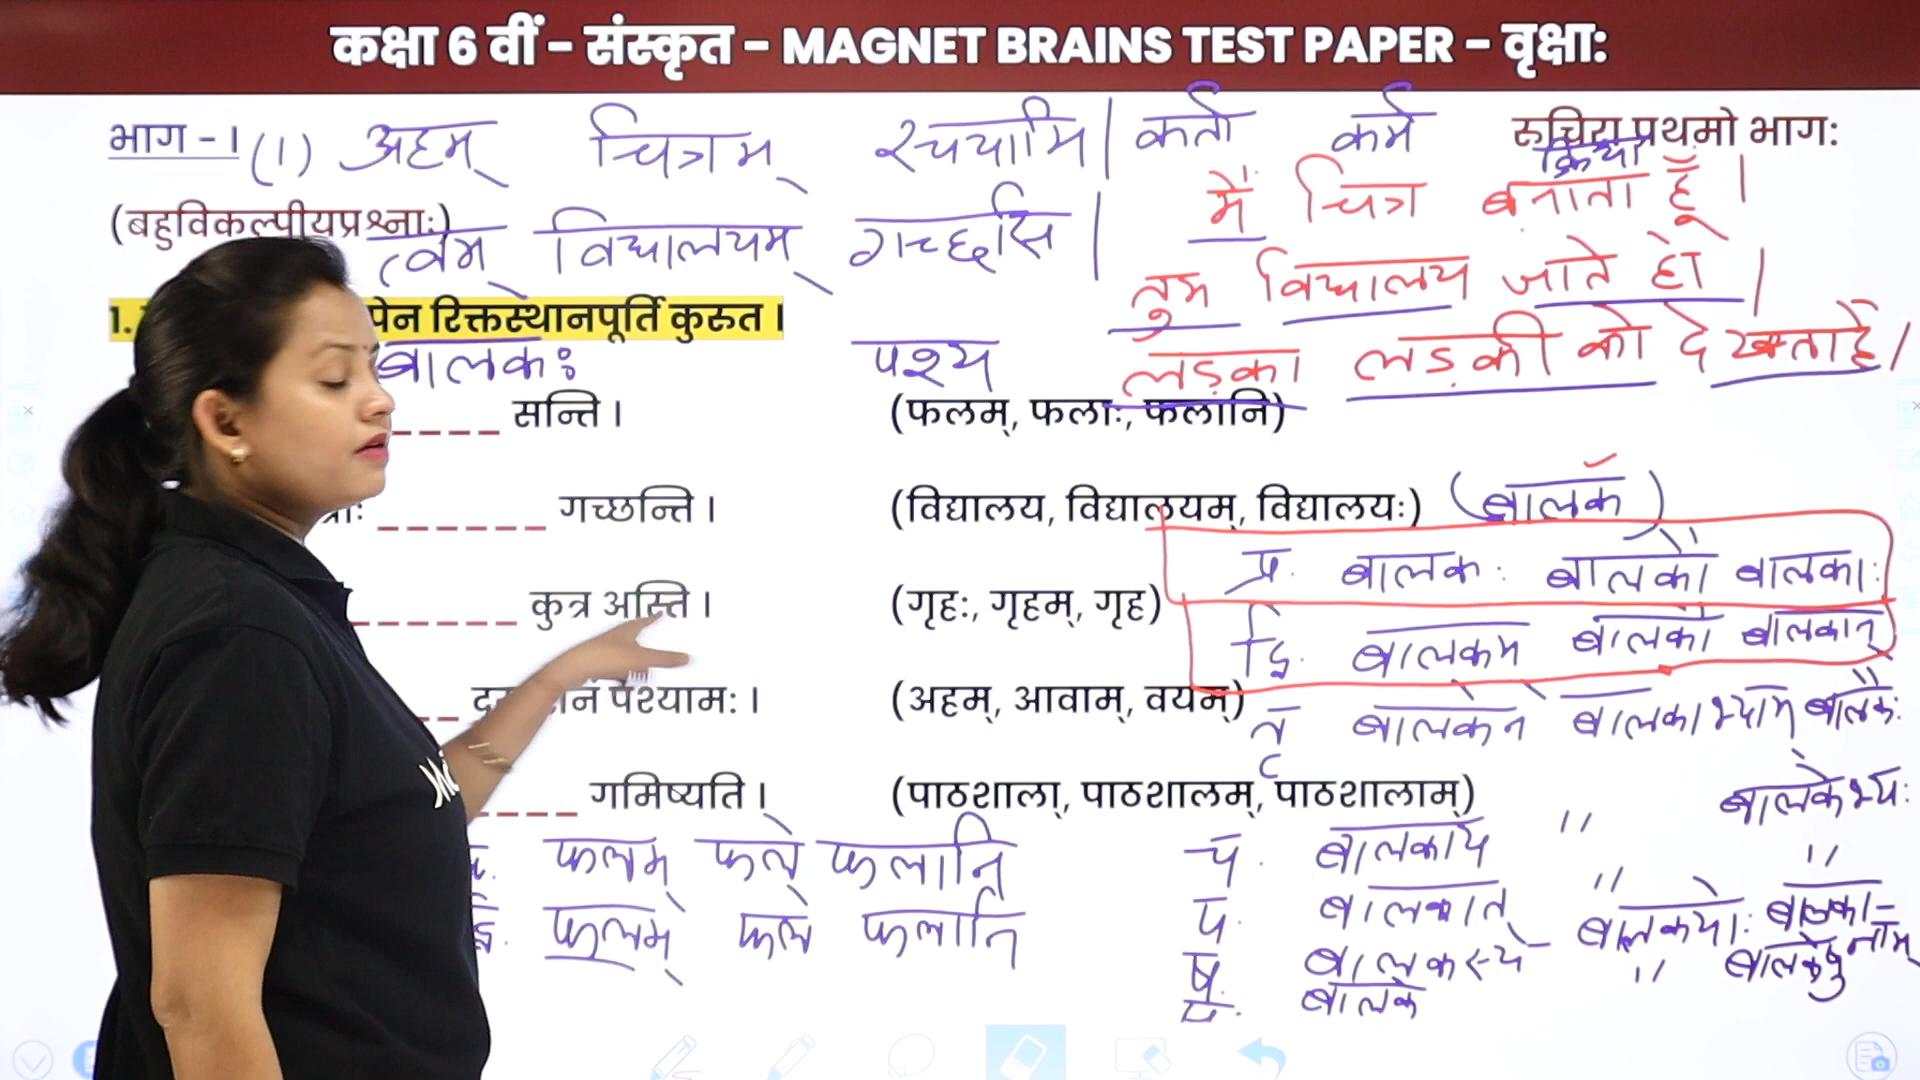 कक्षा 6 वीं - संस्कृत - MAGNET BRAINS TEST PAPER - वृक्षाः
भाग - I (1) अहम् चित्रम् रचयामि | कर्ता कर्म क्रिया रुचिरा प्रथमो भागः
मैं चित्र बनाता हूँ |
(बहुविकल्पीयप्रश्नाः)
त्वम् विद्यालयम् गच्छसि |
तुम विद्यालय जाते हो |
1. पेन रिक्तस्थानपूर्ति कुरुत ।
बालकः पश्य लड़का लड़की को देखता है |
_ _ _ _ सन्ति । (फलम्, फलाः, फलानि)
_ _ _ _ _ _ गच्छन्ति । (विद्यालय, विद्यालयम्, विद्यालयः) (बालक)
प्र. बालकः बालकौ बालकाः
_ _ _ _ _ _ कुत्र अस्ति । (गृहः, गृहम्, गृह)
द्वि. बालकम बालकौ बालकान्
_ _ पश्यामः । (अहम्, आवाम्, वयम्)
तृ बालकेन बालकाभ्याम् बालकैः
_ _ _ _ गमिष्यति । (पाठशाला, पाठशालम्, पाठशालाम्)
च. बालकाय " बालकेभ्यः
फलम् फले फलानि
पं. बालकात् " "
द्वि. फलम् फले फलानि
ष. बालकस्य बालकयोः बालकानाम्
स. बालके " बालकेषु